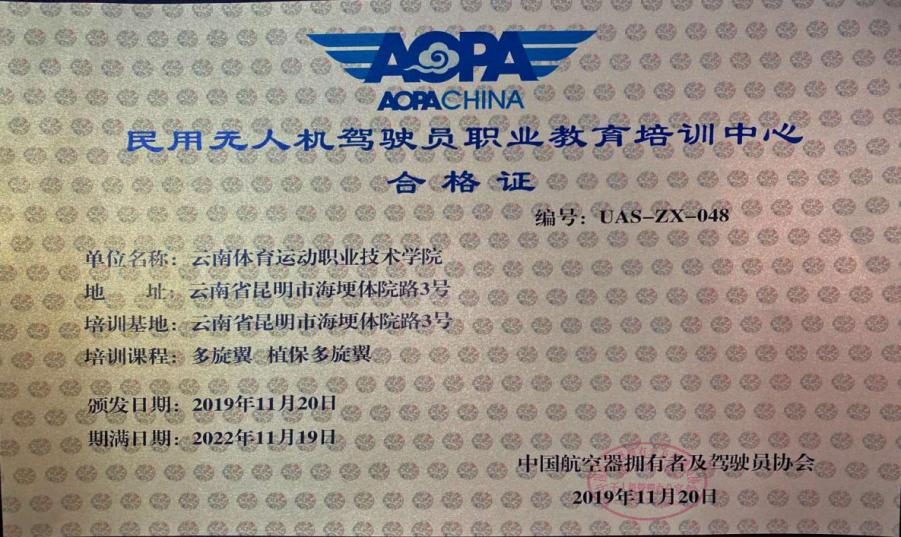 AOPA
AOPA CHINA
民用无人机驾驶员职业教育培训中心
合格证
编号：UAS-ZX-048
单位名称：云南体育运动职业技术学院
地 址：云南省昆明市海埂体院路3号
培训基地：云南省昆明市海埂体院路3号
培训课程：多旋翼 植保多旋翼
颁发日期：2019年11月20日
期满日期：2022年11月19日
中国航空器拥有者及驾驶员协会
2019年11月20日